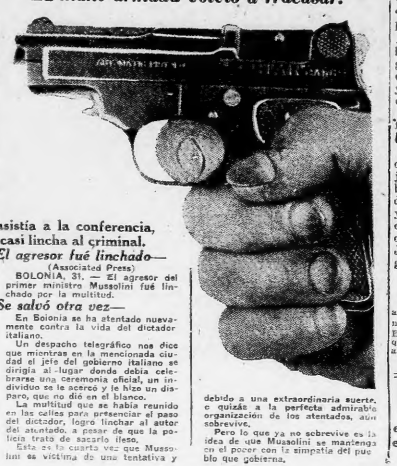 mano armada volvió a fracasar.
asistía a la conferencia,
casi lincha al criminal.
El agresor fué linchado—
(Associated Press)
BOLONIA, 31. — El agresor del
primer ministro Mussolini fué lin-
chado por la multitud.
Se salvó otra vez—
En Bolonia se ha atentado nueva-
mente contra la vida del dictador
italiano.
Un despacho telegráfico nos dice
que mientras en la mencionada ciu-
dad el jefe del gobierno italiano se
dirigía al lugar donde debía cele-
brarse una ceremonia oficial, un in-
dividuo se le acercó y le hizo un dis-
paro, que no dió en el blanco.
La multitud que se había reunido
en las calles para presenciar el paso
del dictador, logró linchar al autor
del atentado, a pesar de que la po-
licía trató de sacarlo ileso.
Esta es la cuarta vez que Musso-
lini es víctima de una tentativa y
debido a una extraordinaria suerte,
o quizás a la perfecta admirable
organización de los atentados, aún
sobrevive.
Pero lo que ya no sobrevive es la
idea de que Mussolini se mantenga
en el poder con la simpatía del pue
blo que gobierna.